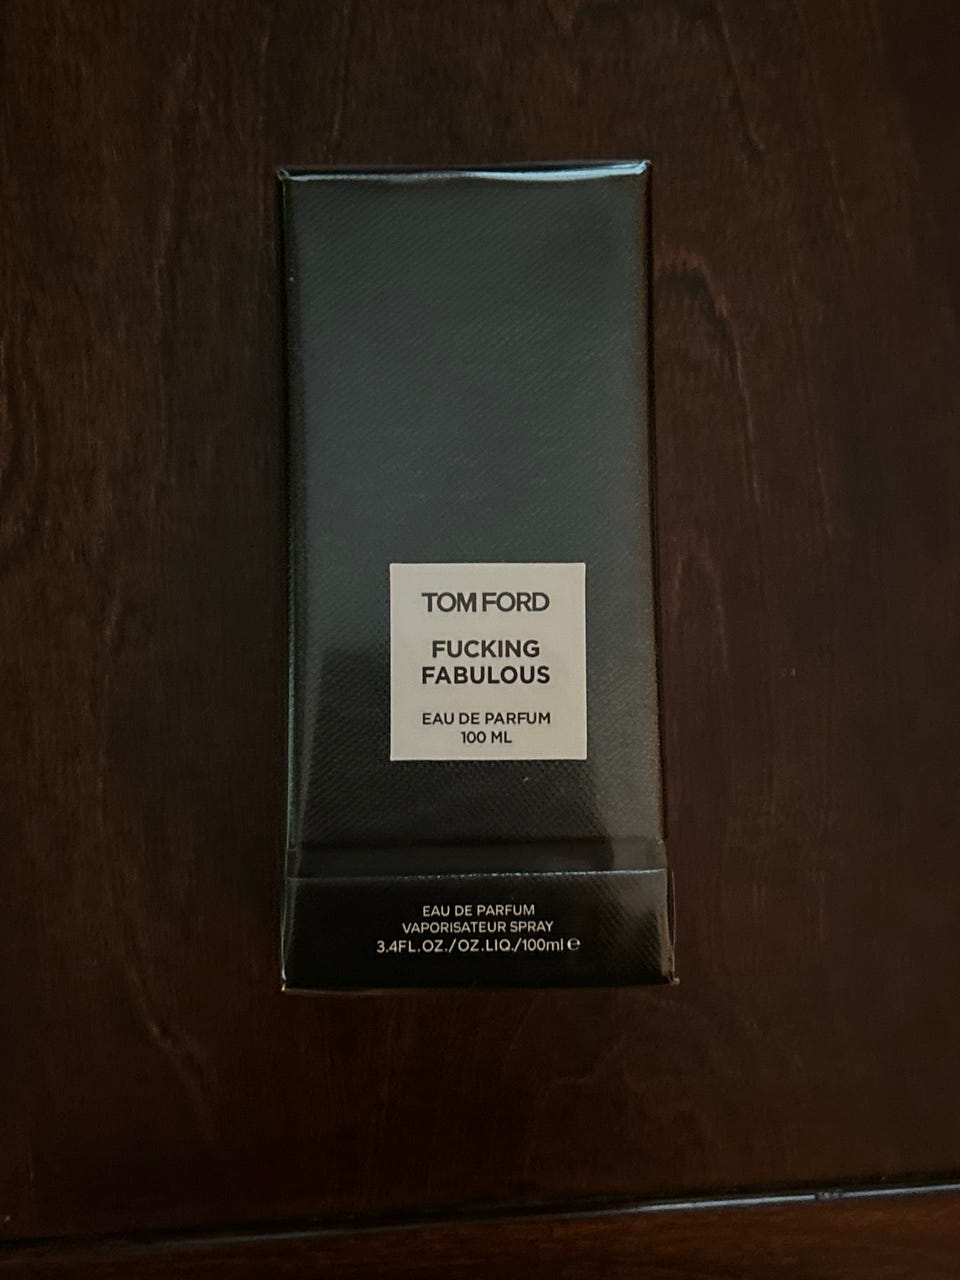 TOM FORD
FUCKING
FABULOUS
EAU DE PARFUM
100 ML
EAU DE PARFUM
VAPORISATEUR SPRAY
3.4FL.OZ./OZ.LIQ./100ml ℮